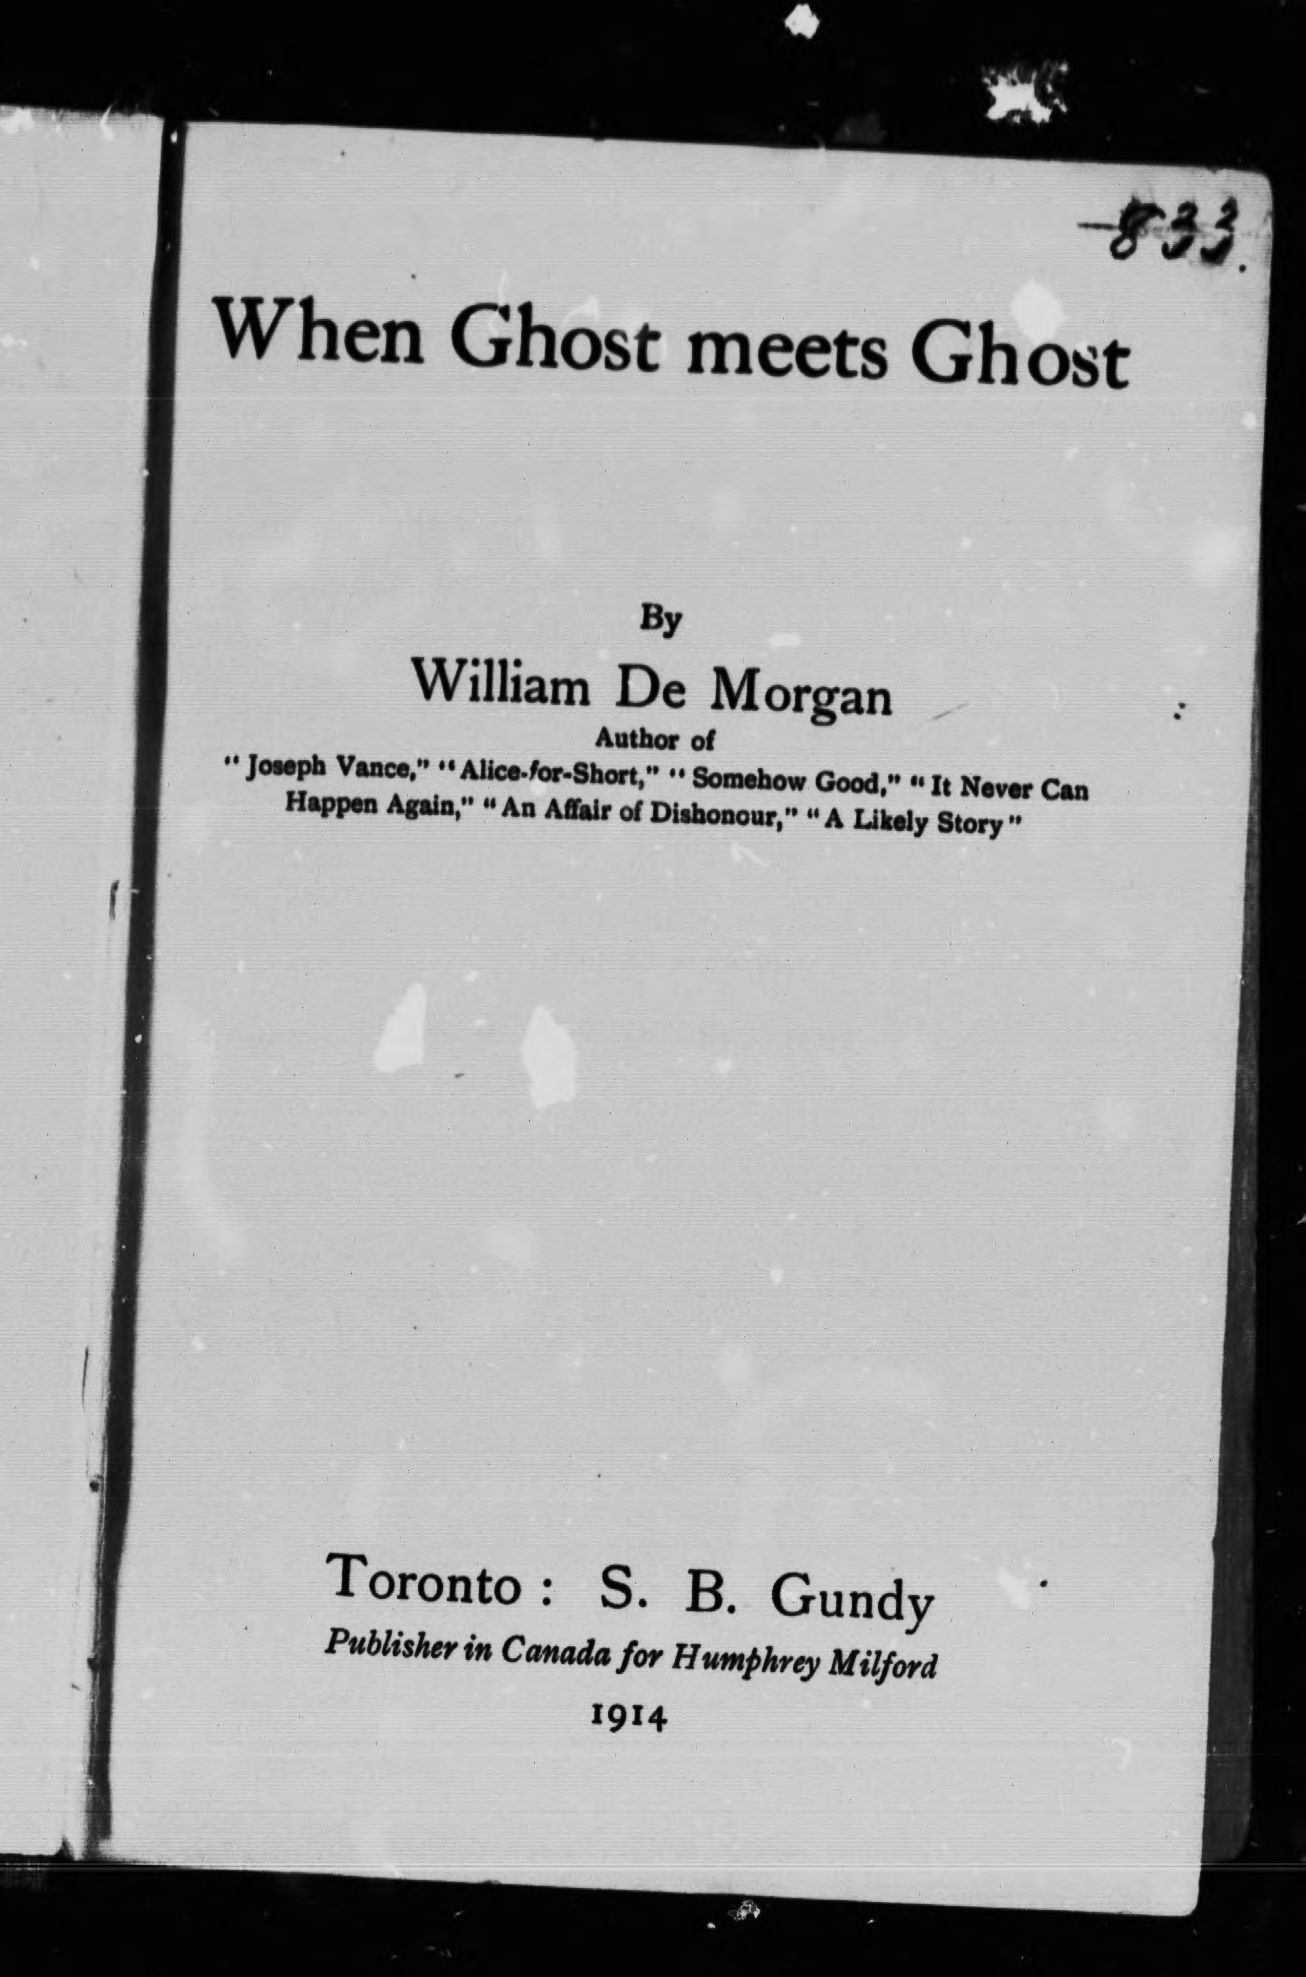 833.
When Ghost meets Ghost
By
William De Morgan
Author of
"Joseph Vance," "Alice-for-Short," "Somehow Good," "It Never Can
Happen Again," "An Affair of Dishonour," "A Likely Story"
Toronto: S. B. Gundy
Publisher in Canada for Humphrey Milford
1914